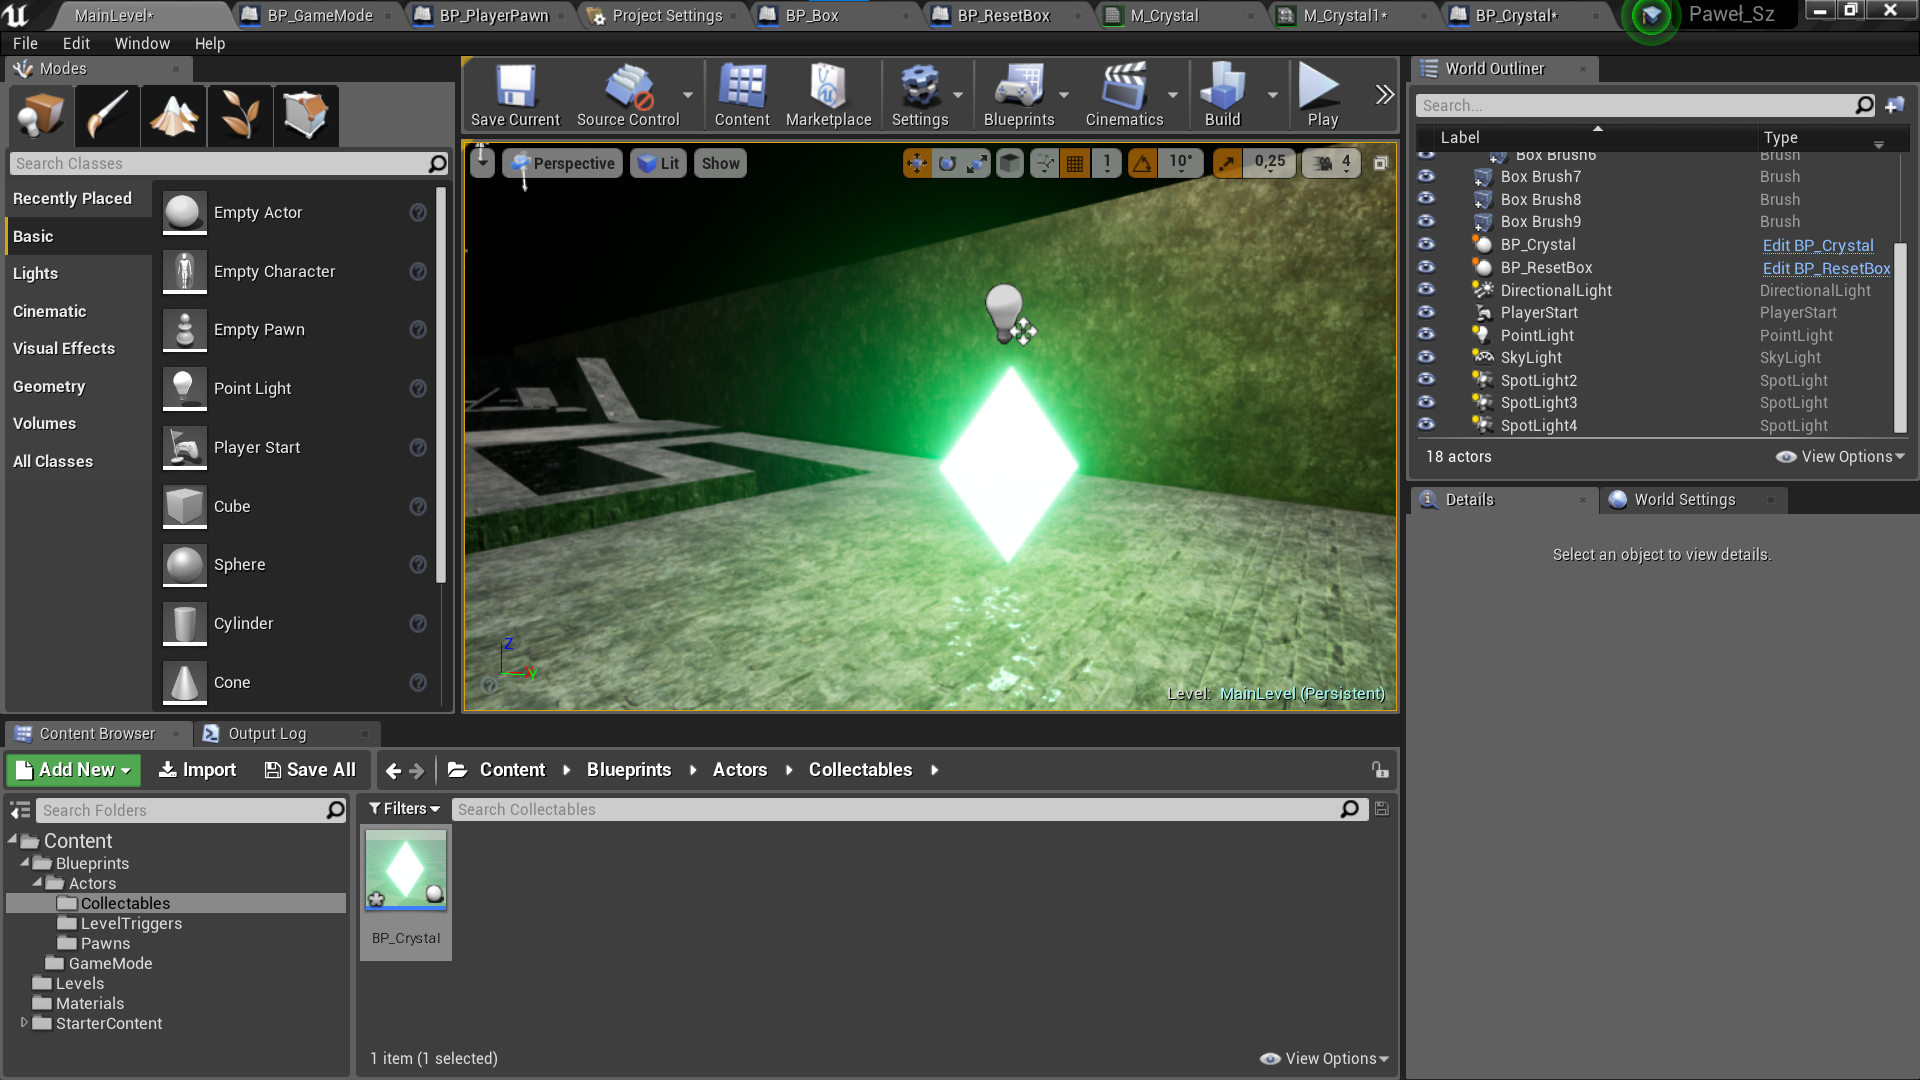 MainLevel*
BP_GameMode
BP_PlayerPawn
Project Settings
BP_Box
BP_ResetBox
M_Crystal
M_Crystal1*
BP_Crystal*
Paweł_Sz
File Edit Window Help
Modes
Search Classes
Recently Placed
Basic
Lights
Cinematic
Visual Effects
Geometry
Volumes
All Classes
Empty Actor
Empty Character
Empty Pawn
Point Light
Player Start
Cube
Sphere
Cylinder
Cone
Save Current
Source Control
Content
Marketplace
Settings
Blueprints
Cinematics
Build
Play
Perspective
Lit
Show
1
10°
0,25
4
Z
Y
Level: MainLevel (Persistent)
World Outliner
Search...
Label Type
Box Brush6 Brush
Box Brush7 Brush
Box Brush8 Brush
Box Brush9 Brush
BP_Crystal Edit BP_Crystal
BP_ResetBox Edit BP_ResetBox
DirectionalLight DirectionalLight
PlayerStart PlayerStart
PointLight PointLight
SkyLight SkyLight
SpotLight2 SpotLight
SpotLight3 SpotLight
SpotLight4 SpotLight
18 actors
View Options
Details
World Settings
Select an object to view details.
Content Browser
Output Log
Add New
Import
Save All
Content
Blueprints
Actors
Collectables
Search Folders
Filters
Search Collectables
Content
Blueprints
Actors
Collectables
LevelTriggers
Pawns
GameMode
Levels
Materials
StarterContent
BP_Crystal
1 item (1 selected)
View Options